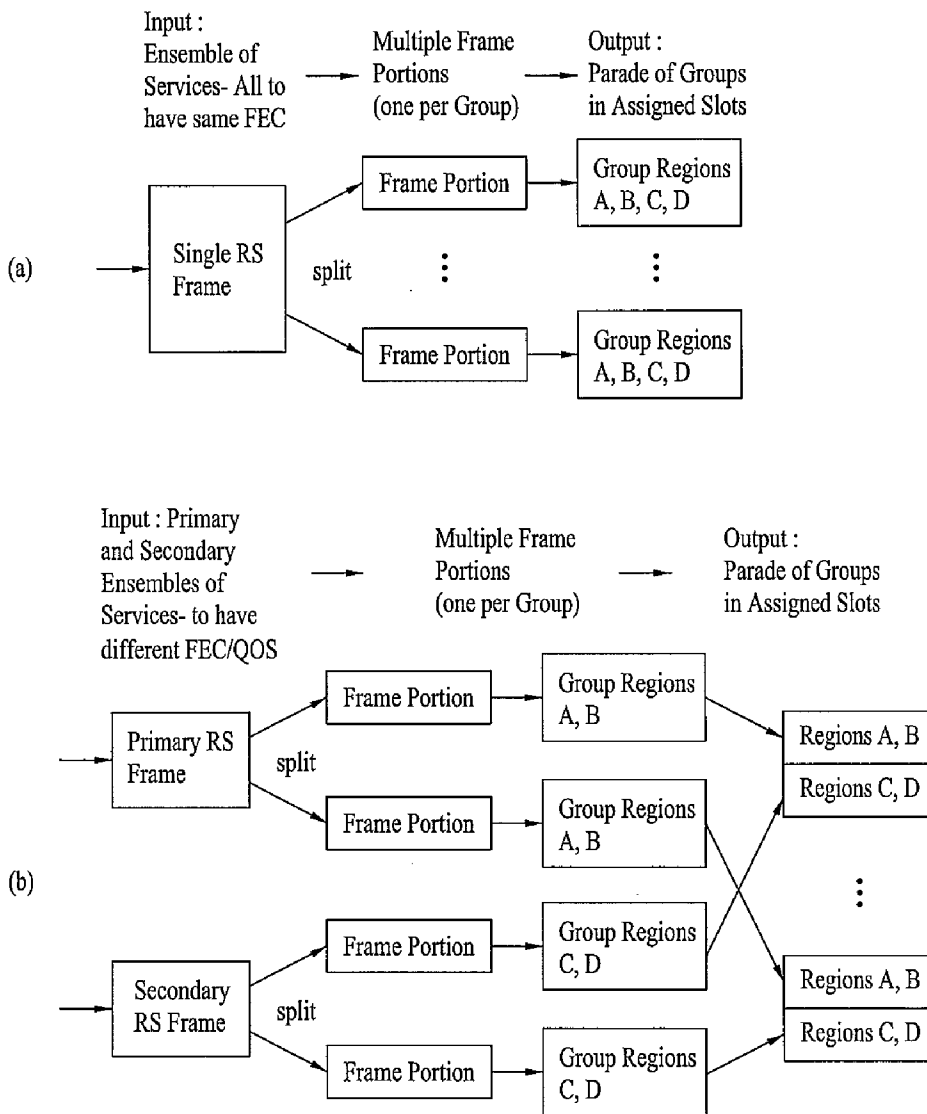 Input :
Ensemble of
Services- All to
have same FEC
Multiple Frame
Portions
(one per Group)
Output :
Parade of Groups
in Assigned Slots
(a)
Single RS
Frame
split
Frame Portion
Group Regions
A, B, C, D
Frame Portion
Group Regions
A, B, C, D
Input : Primary
and Secondary
Ensembles of
Services- to have
different FEC/QOS
Multiple Frame
Portions
(one per Group)
Output :
Parade of Groups
in Assigned Slots
(b)
Primary RS
Frame
split
Frame Portion
Group Regions
A, B
Frame Portion
Group Regions
A, B
Regions A, B
Regions C, D
Secondary
RS Frame
split
Frame Portion
Group Regions
C, D
Frame Portion
Group Regions
C, D
Regions A, B
Regions C, D